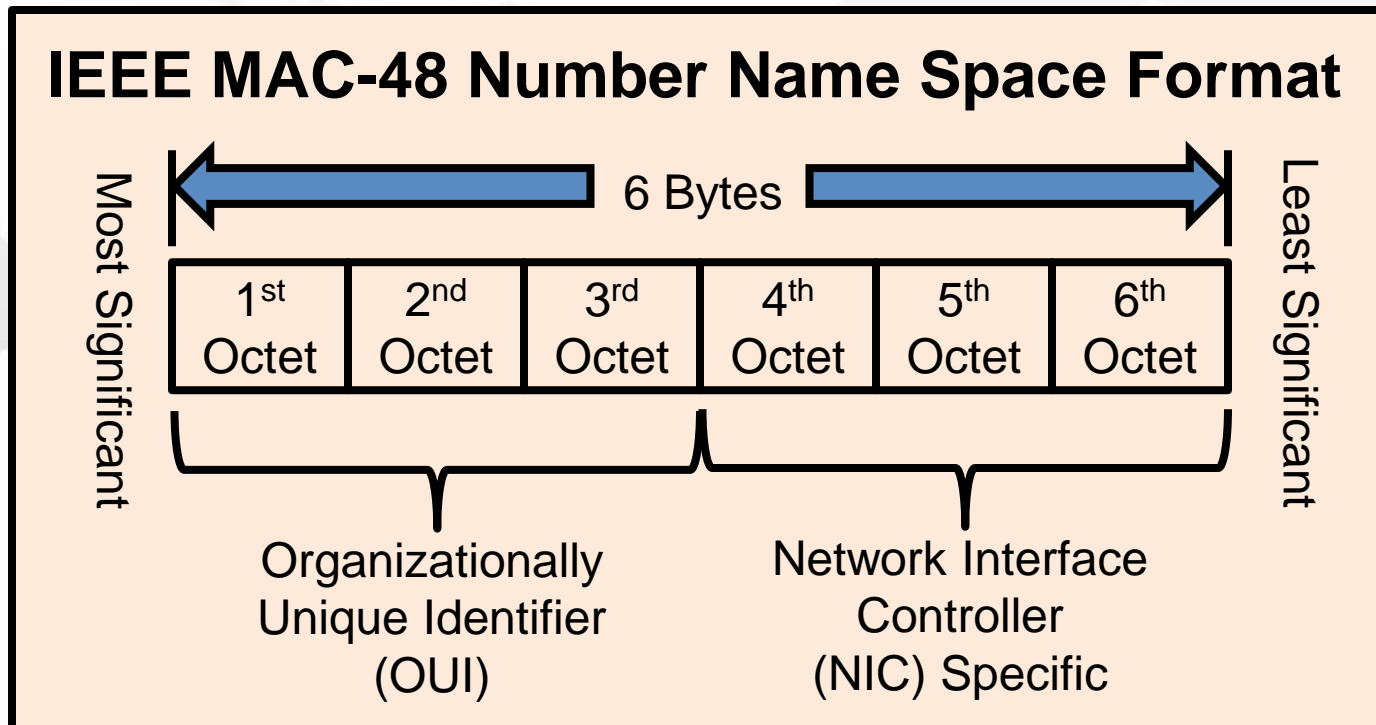 IEEE MAC-48 Number Name Space Format
Most Significant
6 Bytes
Least Significant
1st Octet
2nd Octet
3rd Octet
4th Octet
5th Octet
6th Octet
Organizationally
Unique Identifier
(OUI)
Network Interface
Controller
(NIC) Specific